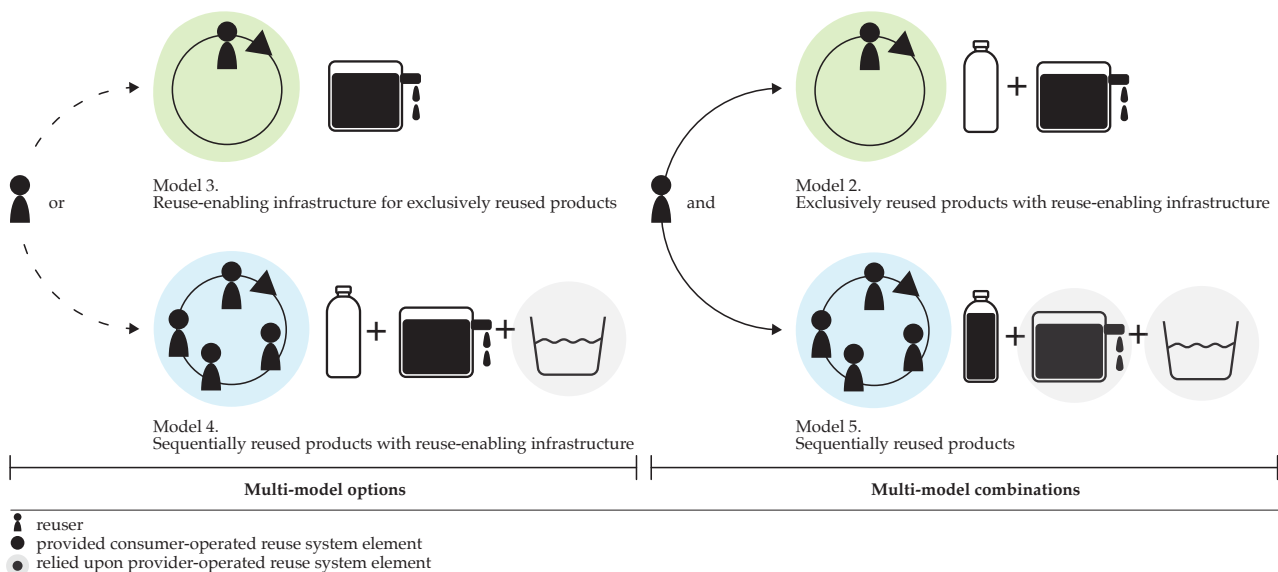 Model 3.
Reuse-enabling infrastructure for exclusively reused products
or
Model 4.
Sequentially reused products with reuse-enabling infrastructure
Multi-model options
Model 2.
Exclusively reused products with reuse-enabling infrastructure
and
Model 5.
Sequentially reused products
Multi-model combinations
reuser
provided consumer-operated reuse system element
relied upon provider-operated reuse system element